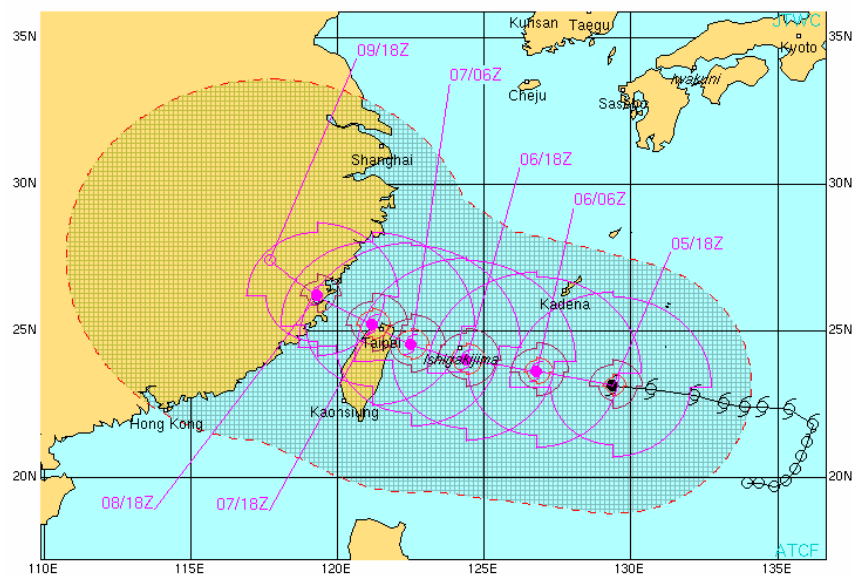 Kunsan
Taegu
JTWC
35N
35N
09/18Z
Kyoto
07/06Z
Iwakuni
Cheju
Shanghai
06/18Z
30N
30N
06/06Z
05/18Z
Kadena
25N
25N
Taipei
Ishigakijima
Kaohsiung
Hong Kong
20N
20N
08/18Z
07/18Z
ATCF
110E
115E
120E
125E
130E
135E